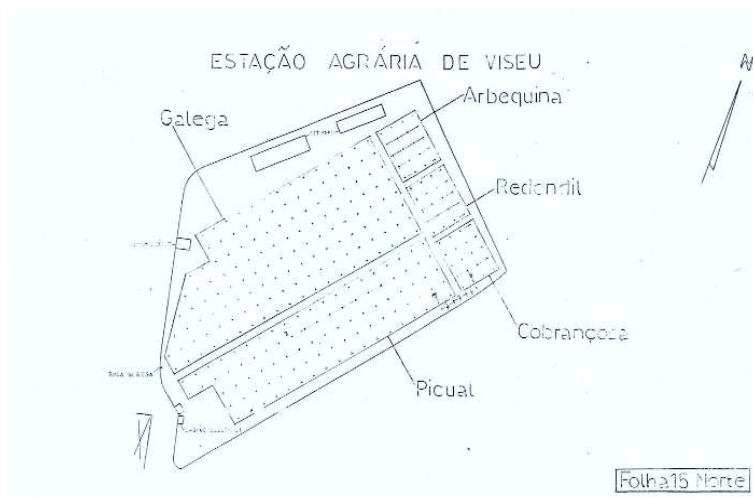 ESTAÇÃO AGRÁRIA DE VISEU
N
Galega
Arbequina
Redondil
Cobrançosa
Picual
Folha 15 Norte